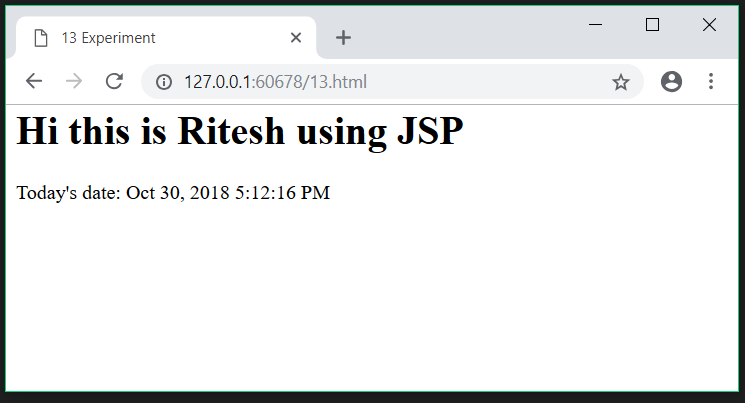 13 Experiment
127.0.0.1:60678/13.html
Hi this is Ritesh using JSP
Today's date: Oct 30, 2018 5:12:16 PM